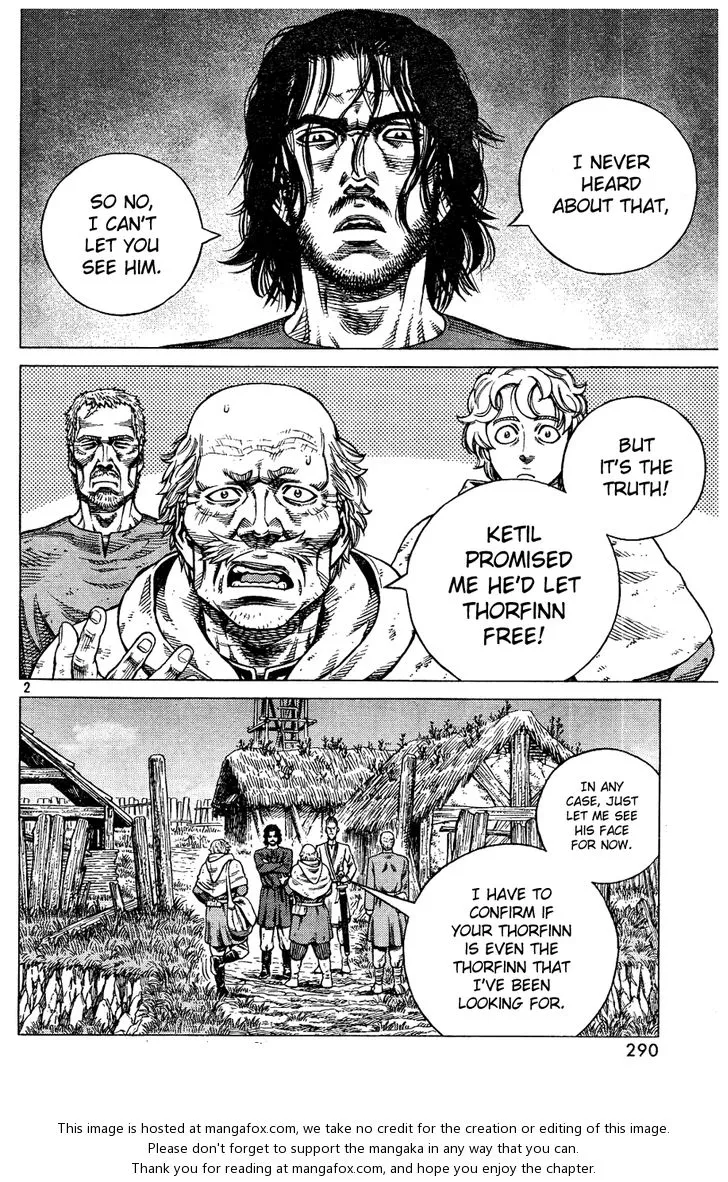 I NEVER
HEARD
ABOUT THAT,
SO NO,
I CAN'T
LET YOU
SEE HIM.
BUT
IT'S THE
TRUTH!
KETIL
PROMISED
ME HE'D LET
THORFINN
FREE!
2
IN ANY
CASE, JUST
LET ME SEE
HIS FACE
FOR NOW.
I HAVE TO
CONFIRM IF
YOUR THORFINN
IS EVEN THE
THORFINN THAT
I'VE BEEN
LOOKING FOR.
290
This image is hosted at mangafox.com, we take no credit for the creation or editing of this image.
Please don't forget to support the mangaka in any way that you can.
Thank you for reading at mangafox.com, and hope you enjoy the chapter.